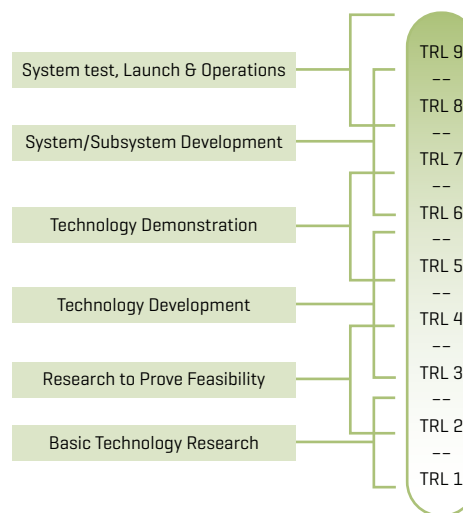 System test, Launch & Operations
System/Subsystem Development
Technology Demonstration
Technology Development
Research to Prove Feasibility
Basic Technology Research
TRL 9
--
TRL 8
--
TRL 7
--
TRL 6
--
TRL 5
--
TRL 4
--
TRL 3
--
TRL 2
--
TRL 1